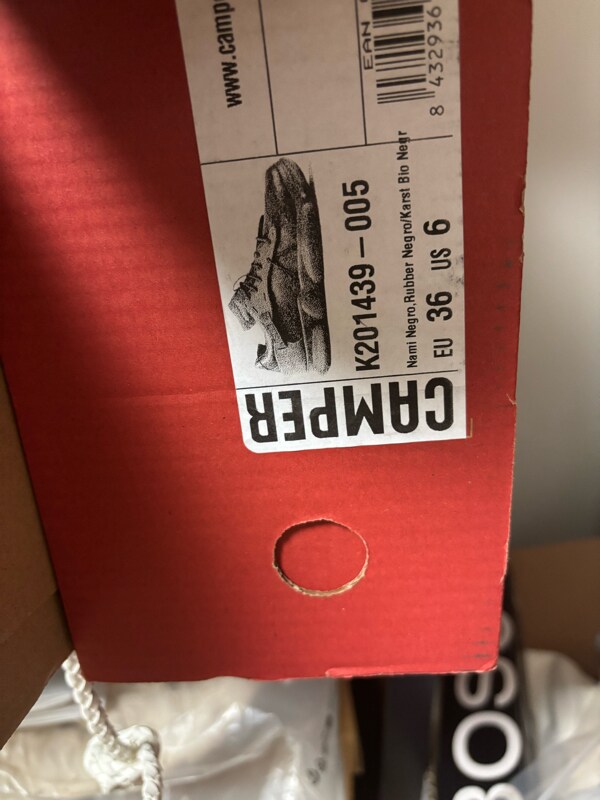 www.camp
EAN
8 432936
K201439-005
Nami Negro,Rubber Negro/Karst Bio Negr
EU 36 US 6
CAMPER
BOSS